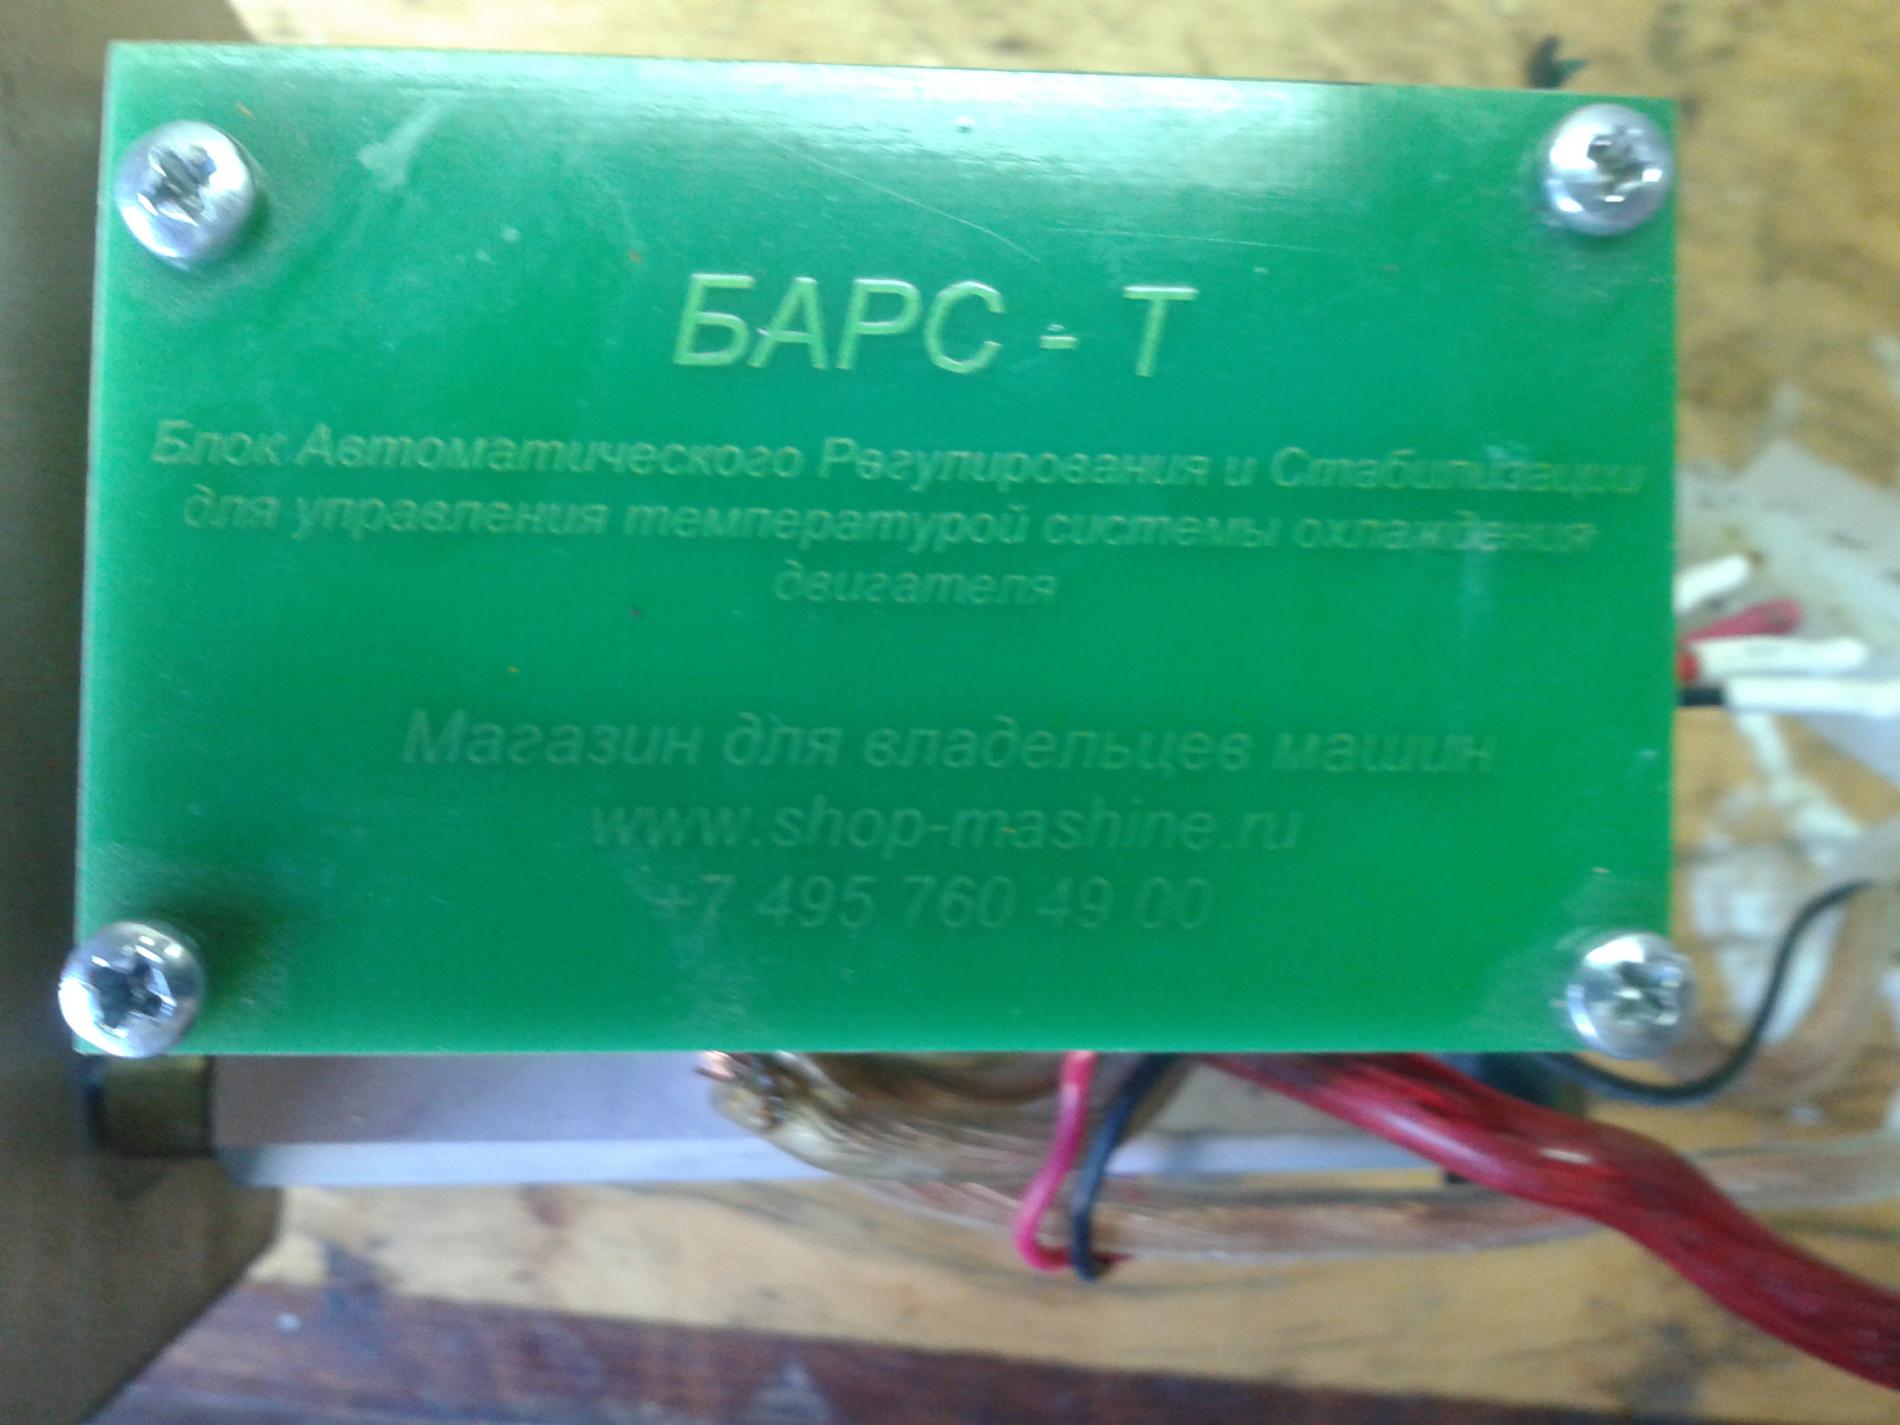 БАРС - Т
Блок Автоматического Регулирования и Стабилизации
для управления температурой системы охлаждения
двигателя
Магазин для владельцев машин
www.shop-mashine.ru
+7 495 760 49 00